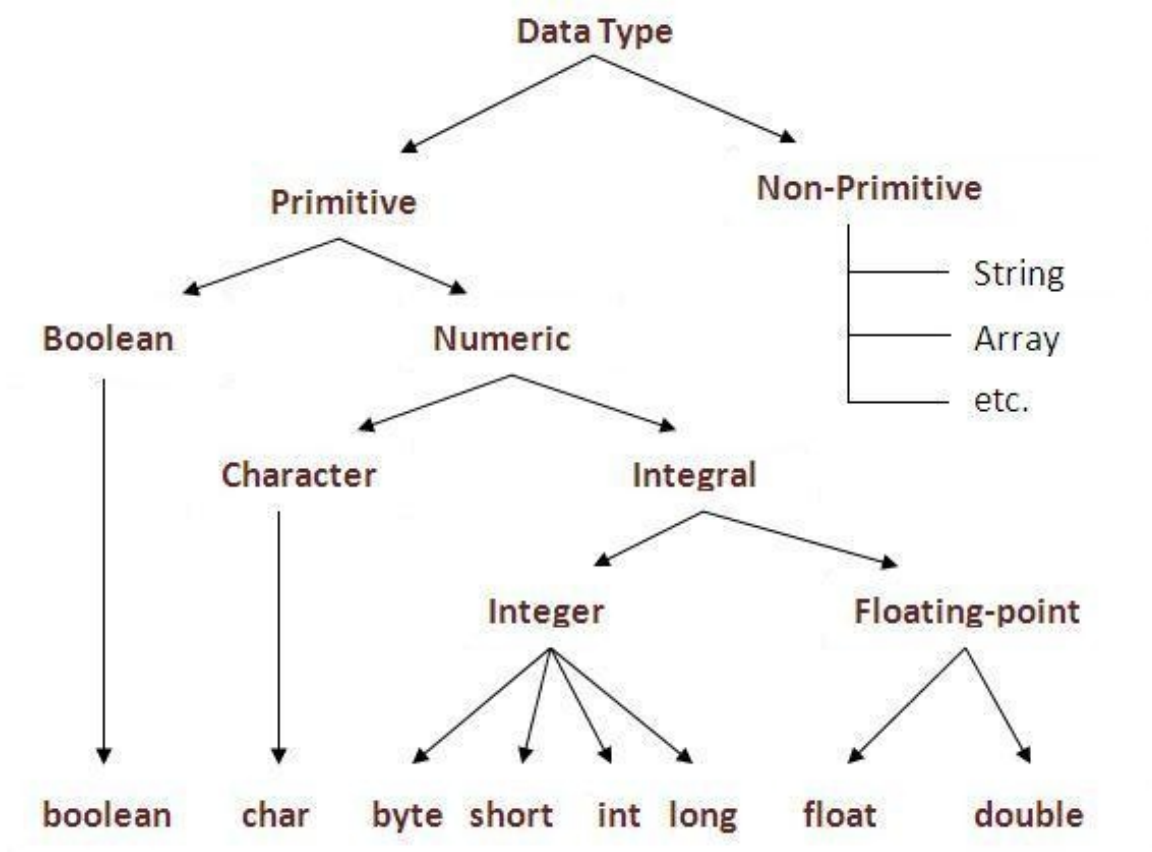 Data Type
Primitive
Non-Primitive
String
Array
etc.
Boolean
Numeric
Character
Integral
Integer
Floating-point
boolean char byte short int long float double